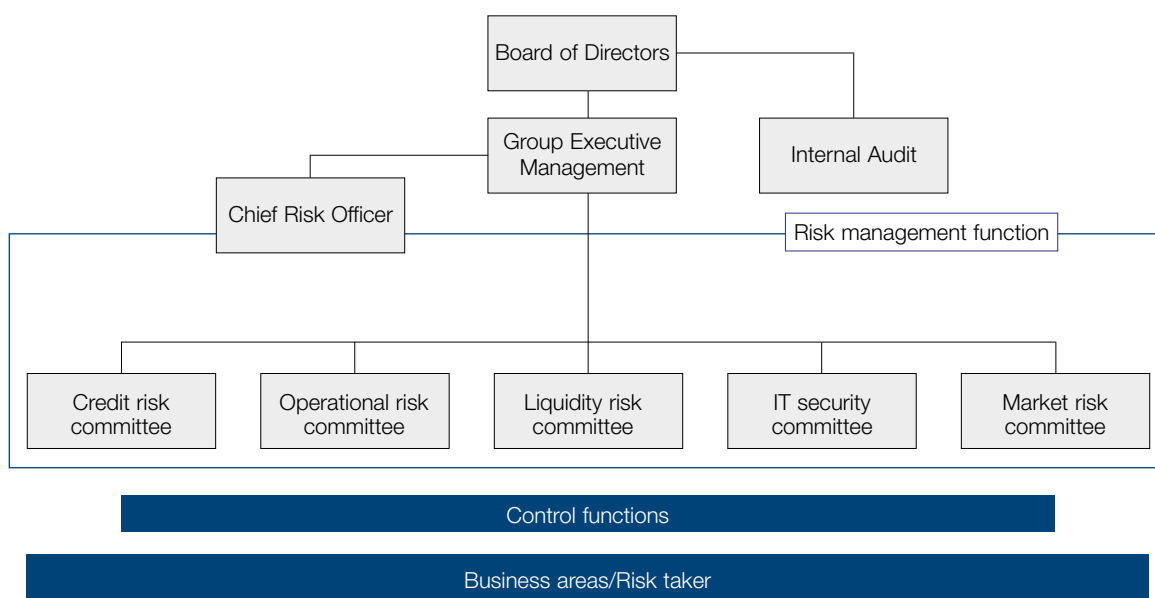 Board of Directors
Group Executive
Management
Internal Audit
Chief Risk Officer
Risk management function
Credit risk
committee
Operational risk
committee
Liquidity risk
committee
IT security
committee
Market risk
committee
Control functions
Business areas/Risk taker